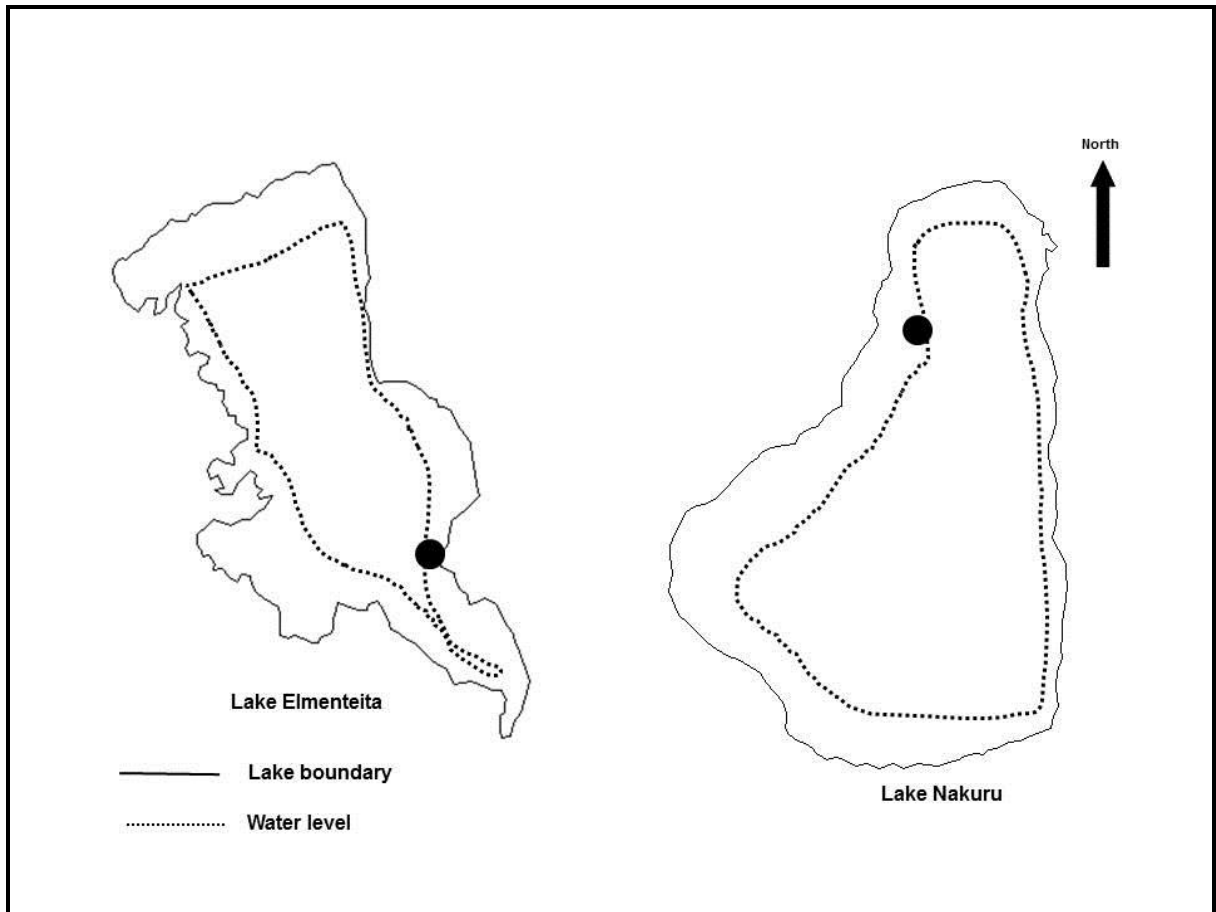 North
Lake Elmenteita
Lake boundary
Lake Nakuru
Water level